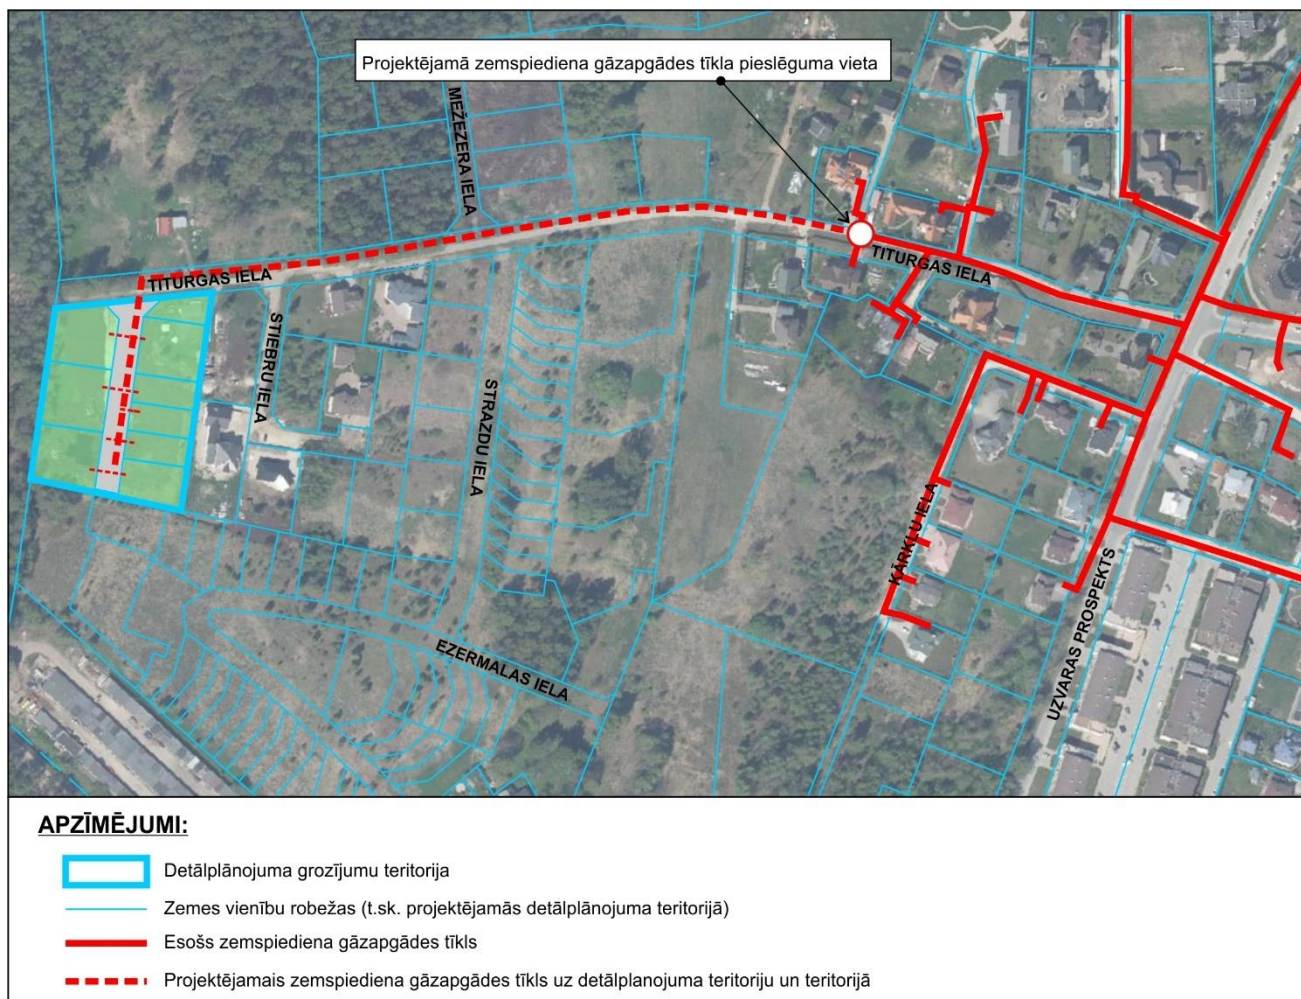 Projektējamā zemspiediena gāzapgādes tīkla pieslēguma vieta
MEŽEZERA IELA
TITURGAS IELA
TITURGAS IELA
STIEBRU IELA
STRAZDU IELA
KĀRKLU IELA
UZVARAS PROSPEKTS
EZERMALAS IELA
APZĪMĒJUMI:
Detālplānojuma grozījumu teritorija
Zemes vienību robežas (t.sk. projektējamās detālplānojuma teritorijā)
Esošs zemspiediena gāzapgādes tīkls
Projektējamais zemspiediena gāzapgādes tīkls uz detālplanojuma teritoriju un teritorijā